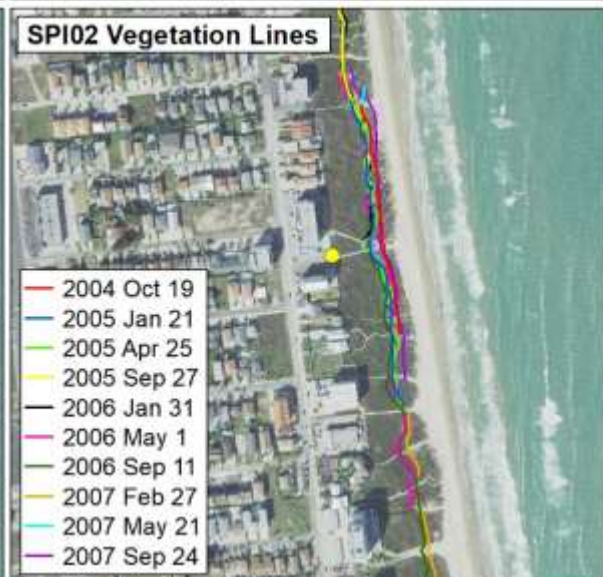 SPI02 Vegetation Lines
2004 Oct 19
2005 Jan 21
2005 Apr 25
2005 Sep 27
2006 Jan 31
2006 May 1
2006 Sep 11
2007 Feb 27
2007 May 21
2007 Sep 24